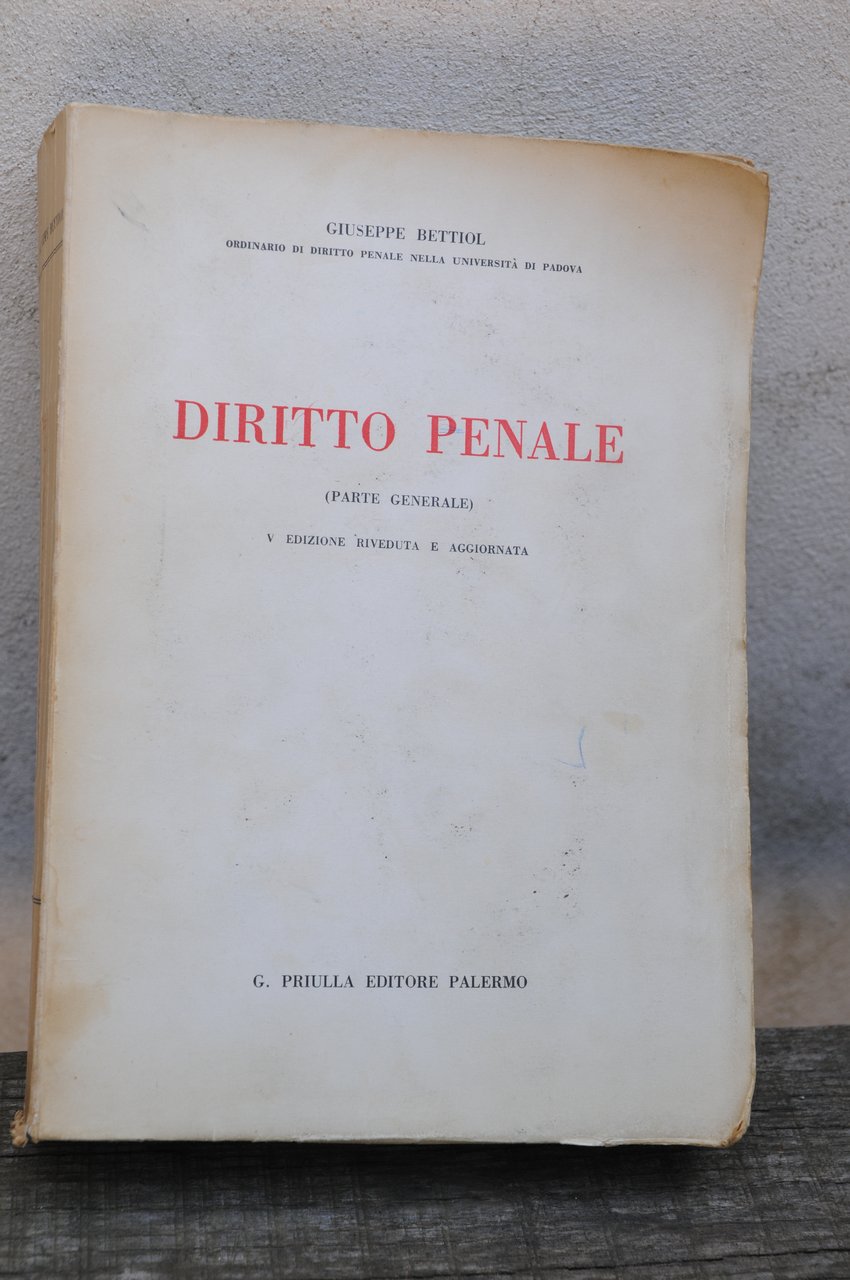 GIUSEPPE BETTIOL
ORDINARIO DI DIRITTO PENALE NELLA UNIVERSITÀ DI PADOVA
DIRITTO PENALE
(PARTE GENERALE)
V EDIZIONE RIVEDUTA E AGGIORNATA
G. PRIULLA EDITORE PALERMO